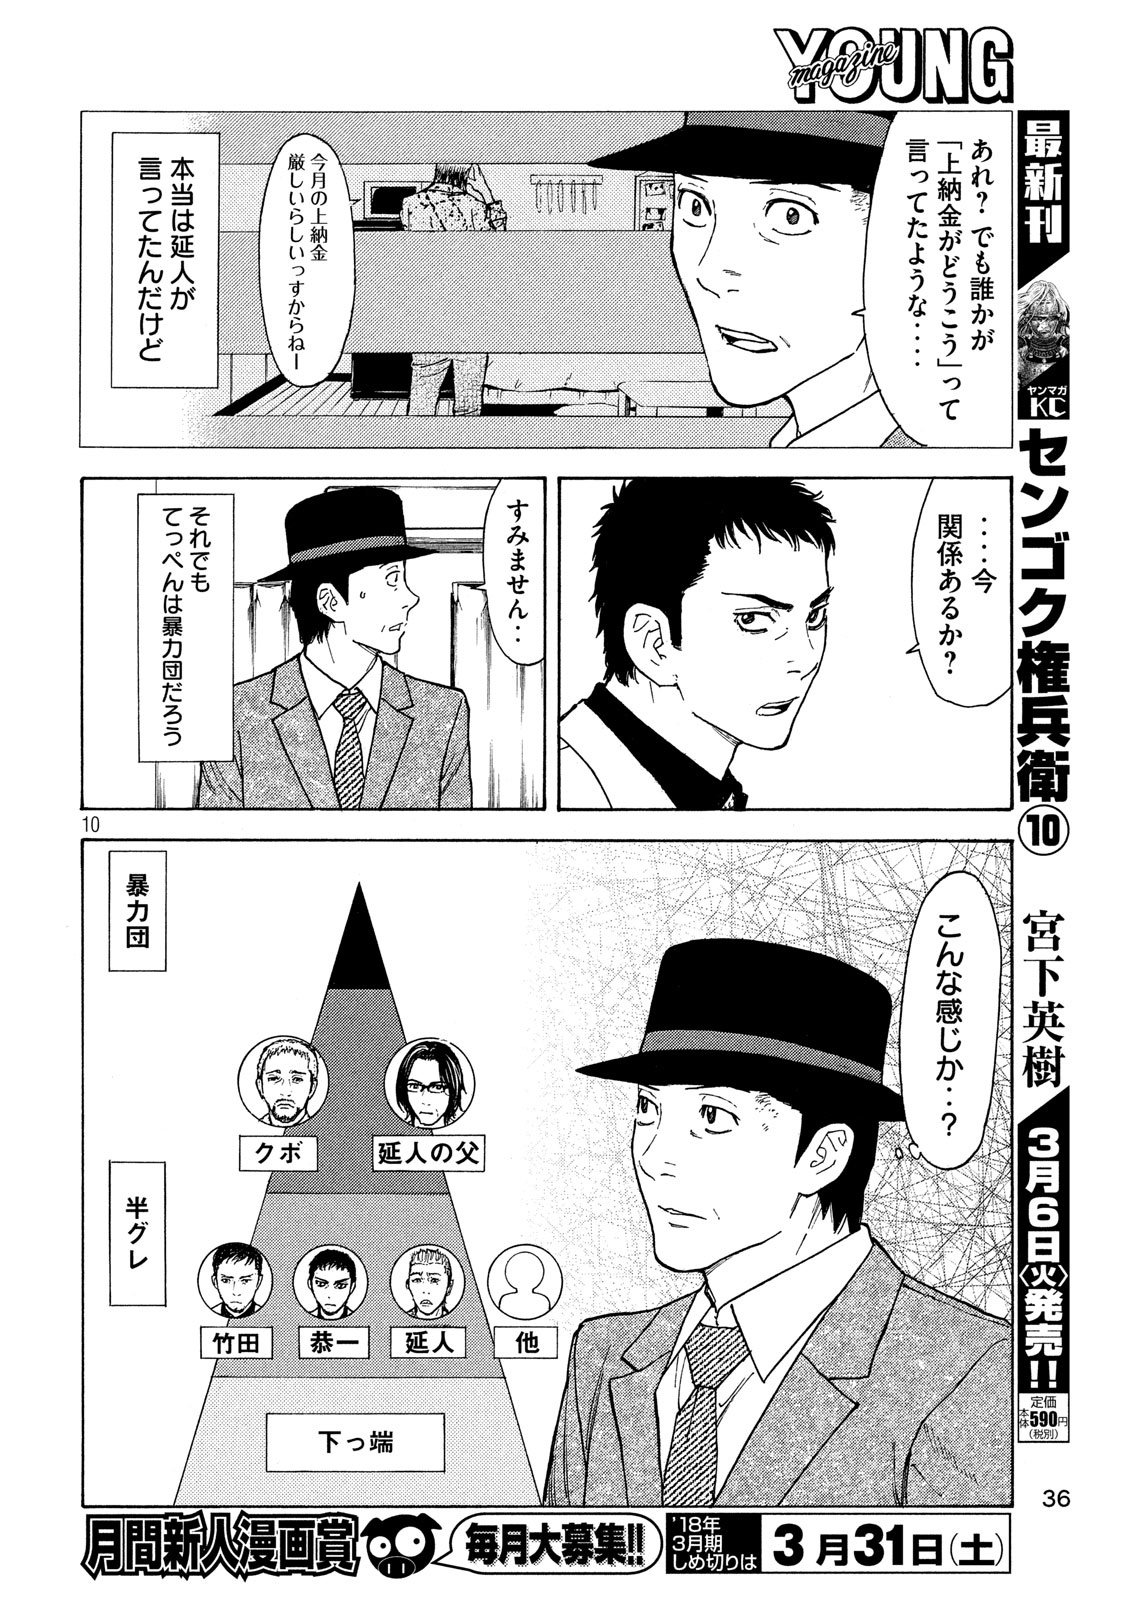 YOUNG
magazine
あれ?でも誰かが
「上納金がどうこう」って
言ってたような‥‥
今月の上納金
厳しいらしいっすからねー
本当は延人が
言ってたんだけど
‥‥今
関係あるか?
すみません‥
それでも
てっぺんは暴力団だろう
10
こんな感じか‥?
暴力団
クボ
延人の父
半グレ
竹田
恭一
延人
他
下っ端
最新刊
ヤンマガ
KC
センゴク権兵衛⑩
宮下英樹
3月6日〈火〉発売!!
定価
本体590円
(税別)
36
月間新人漫画賞
毎月大募集!!
'18年
3月期
しめ切りは
3月31日(土)